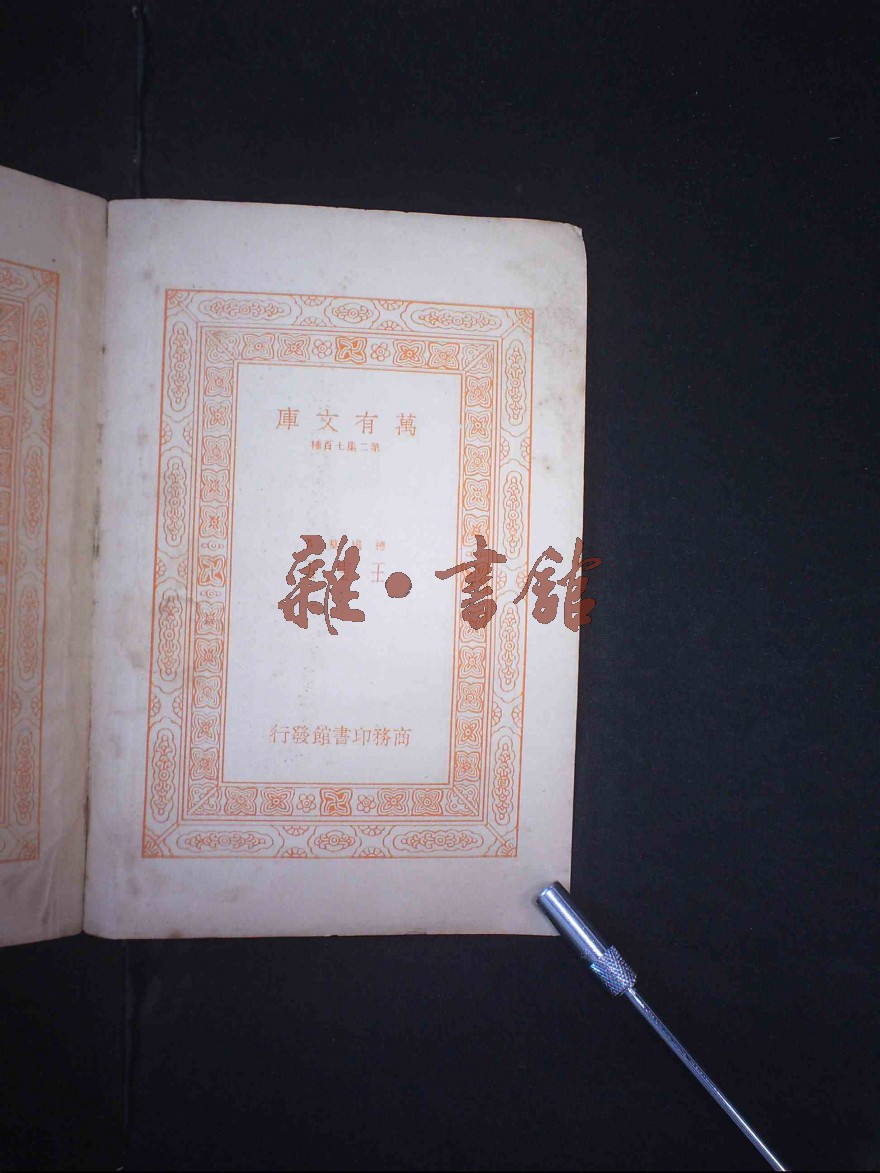 萬有文庫
第二集七百種
王
雜·書館
商務印書館發行